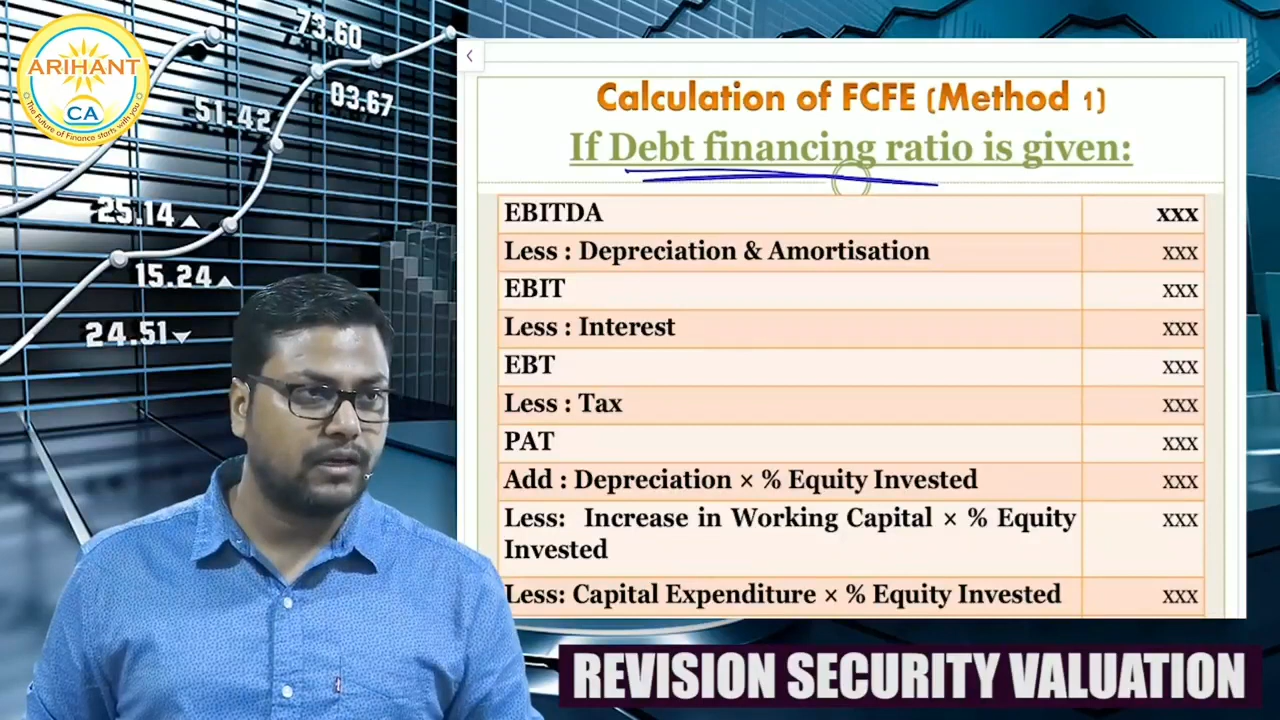 ARIHANT
CA
The Future of Finance starts with you
73.60
03.67
51.42
25.14
15.24
24.51
Calculation of FCFE (Method 1)
If Debt financing ratio is given:
EBITDA xxx
Less : Depreciation & Amortisation xxx
EBIT xxx
Less : Interest xxx
EBT xxx
Less : Tax xxx
PAT xxx
Add : Depreciation × % Equity Invested xxx
Less: Increase in Working Capital × % Equity xxx
Invested
Less: Capital Expenditure × % Equity Invested xxx
REVISION SECURITY VALUATION